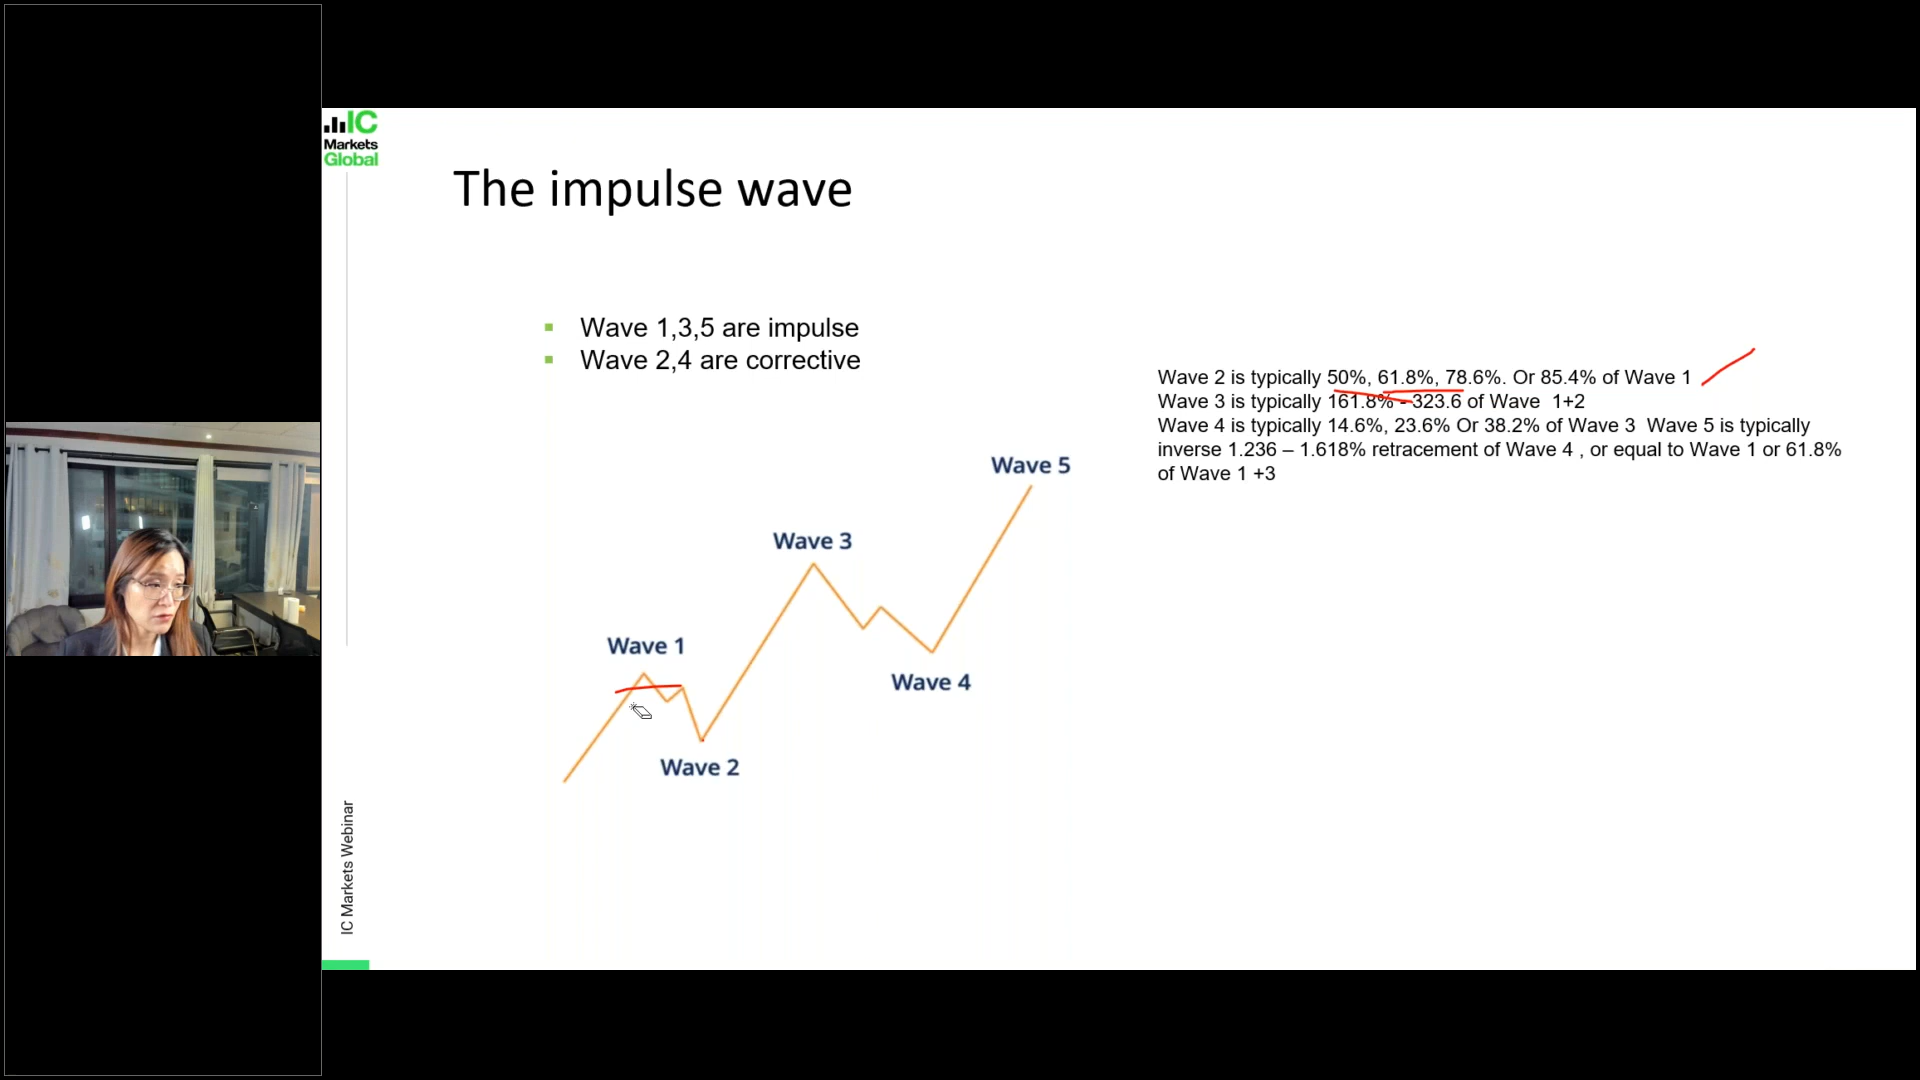 IC
Markets
Global
The impulse wave
Wave 1,3,5 are impulse
Wave 2,4 are corrective
Wave 2 is typically 50%, 61.8%, 78.6%. Or 85.4% of Wave 1
Wave 3 is typically 161.8% - 323.6 of Wave 1+2
Wave 4 is typically 14.6%, 23.6% Or 38.2% of Wave 3 Wave 5 is typically
inverse 1.236 – 1.618% retracement of Wave 4 , or equal to Wave 1 or 61.8%
of Wave 1 +3
Wave 5
Wave 3
Wave 1
Wave 4
Wave 2
IC Markets Webinar